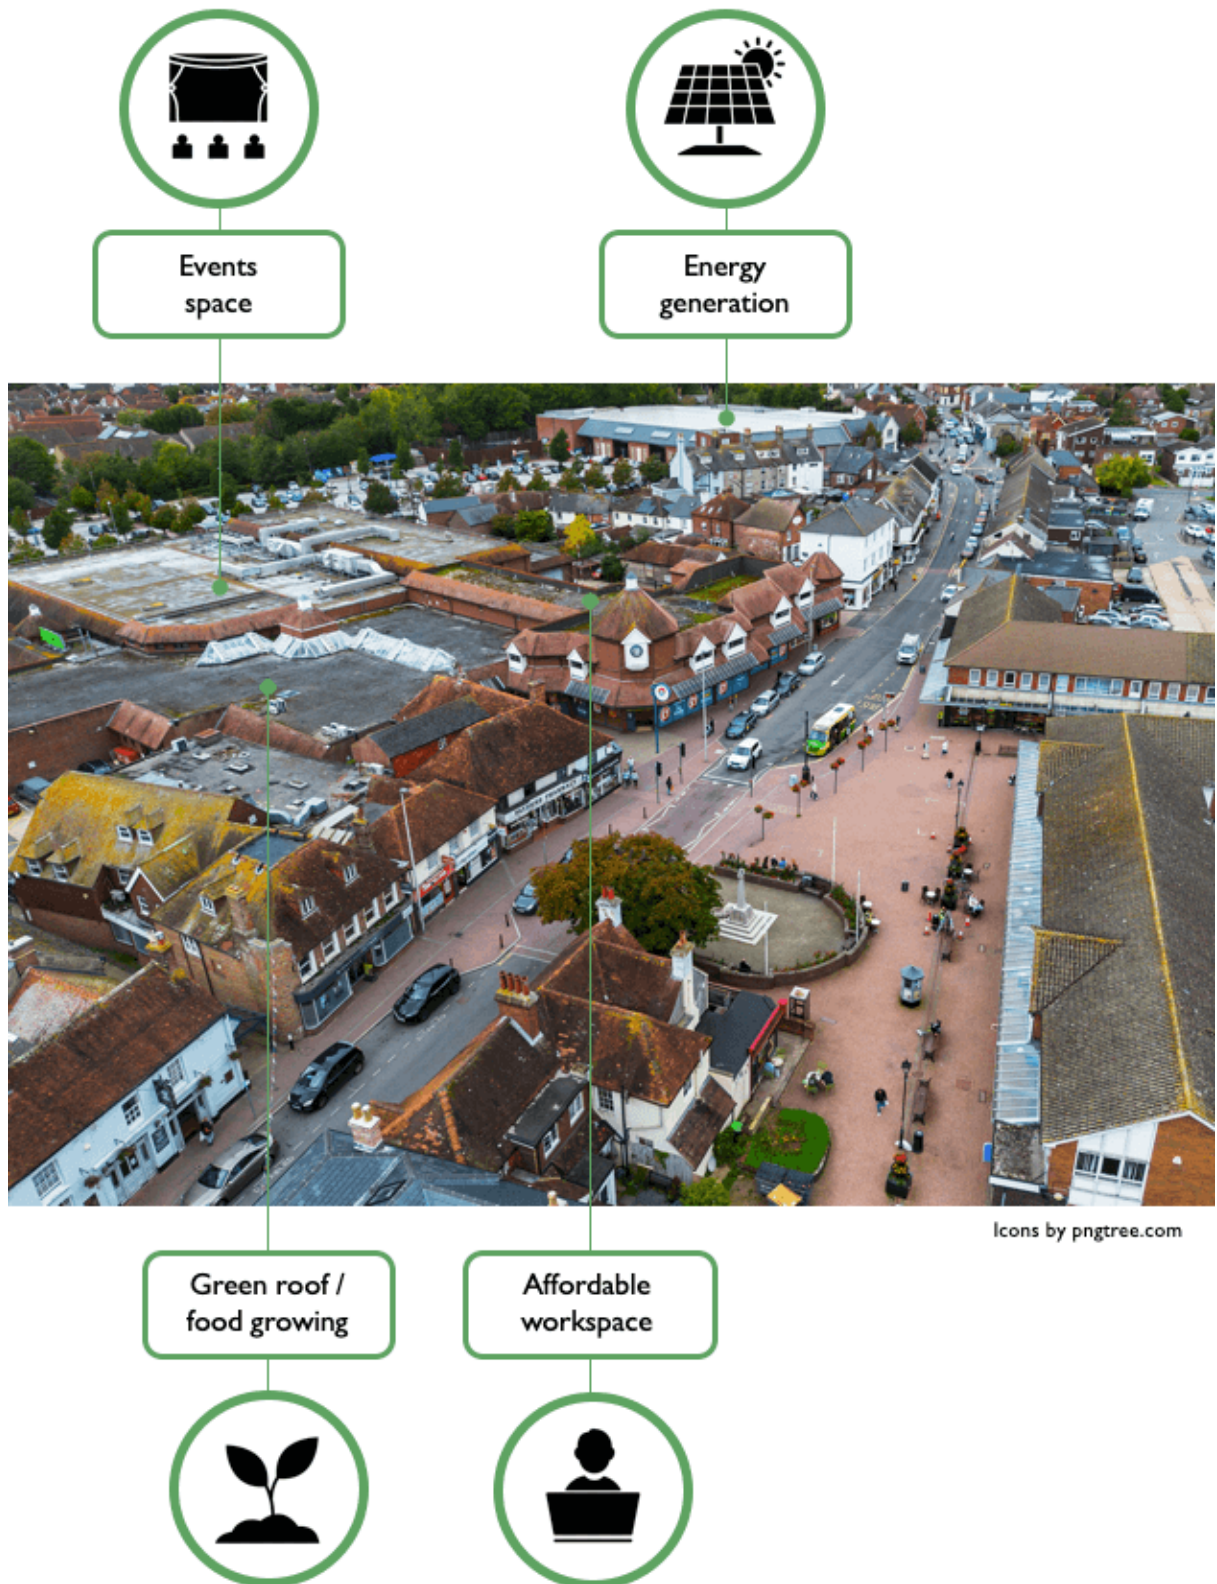 Events
space
Energy
generation
Icons by pngtree.com
Green roof /
food growing
Affordable
workspace